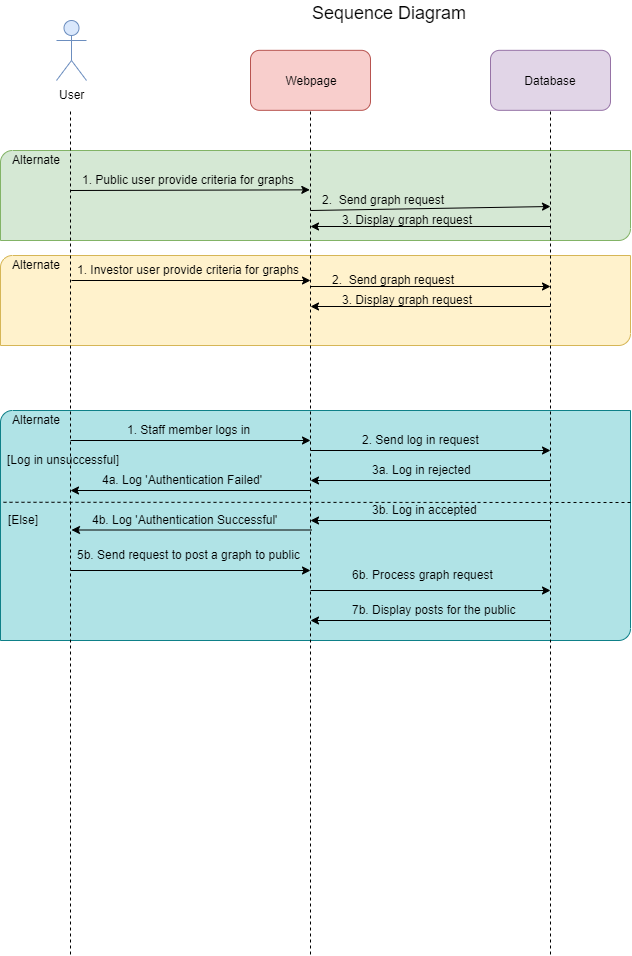 Sequence Diagram
User
Webpage
Database
Alternate
1. Public user provide criteria for graphs
2. Send graph request
3. Display graph request
Alternate
1. Investor user provide criteria for graphs
2. Send graph request
3. Display graph request
Alternate
1. Staff member logs in
2. Send log in request
[Log in unsuccessful]
3a. Log in rejected
4a. Log 'Authentication Failed'
[Else]
3b. Log in accepted
4b. Log 'Authentication Successful'
5b. Send request to post a graph to public
6b. Process graph request
7b. Display posts for the public